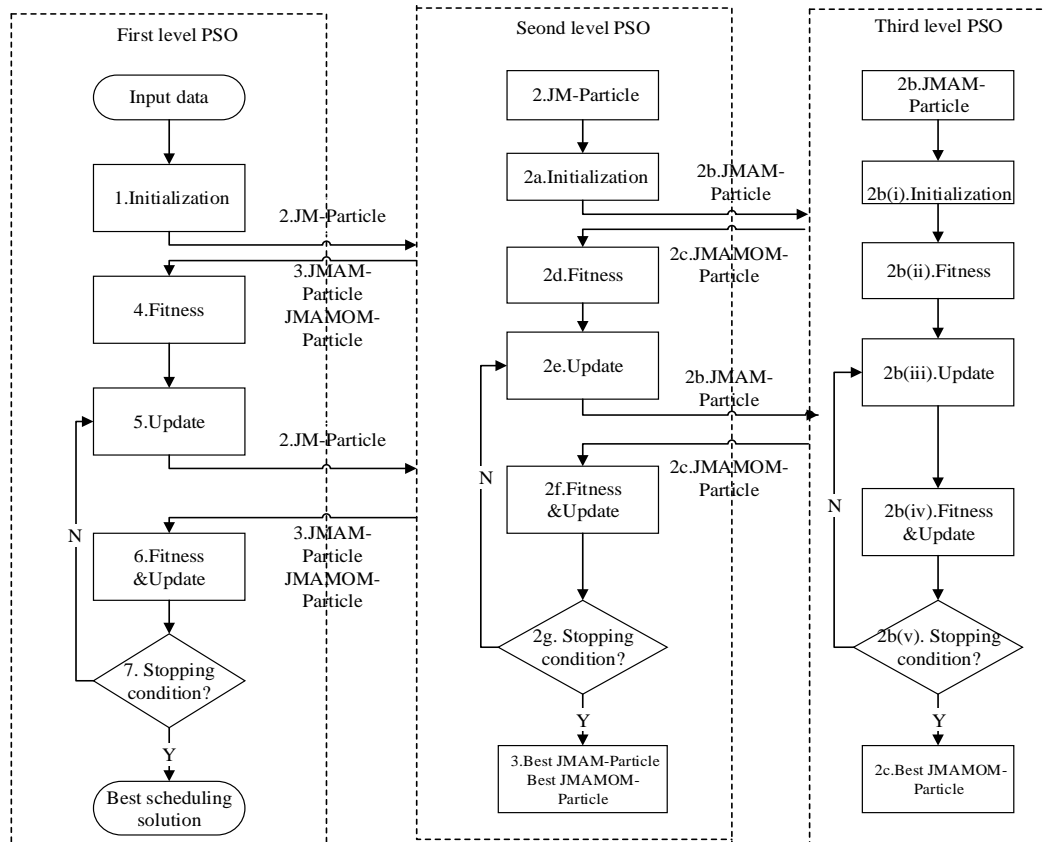 First level PSO
Input data
1.Initialization
2.JM-Particle
3.JMAM-
Particle
JMAMOM-
Particle
4.Fitness
5.Update
2.JM-Particle
N
3.JMAM-
Particle
JMAMOM-
Particle
6.Fitness
&Update
7. Stopping
condition?
Y
Best scheduling
solution
Seond level PSO
2.JM-Particle
2a.Initialization
2b.JMAM-
Particle
2c.JMAMOM-
Particle
2d.Fitness
2e.Update
2b.JMAM-
Particle
N
2c.JMAMOM-
Particle
2f.Fitness
&Update
2g. Stopping
condition?
Y
3.Best JMAM-Particle
Best JMAMOM-
Particle
Third level PSO
2b.JMAM-
Particle
2b(i).Initialization
2b(ii).Fitness
2b(iii).Update
N
2b(iv).Fitness
&Update
2b(v). Stopping
condition?
Y
2c.Best JMAMOM-
Particle